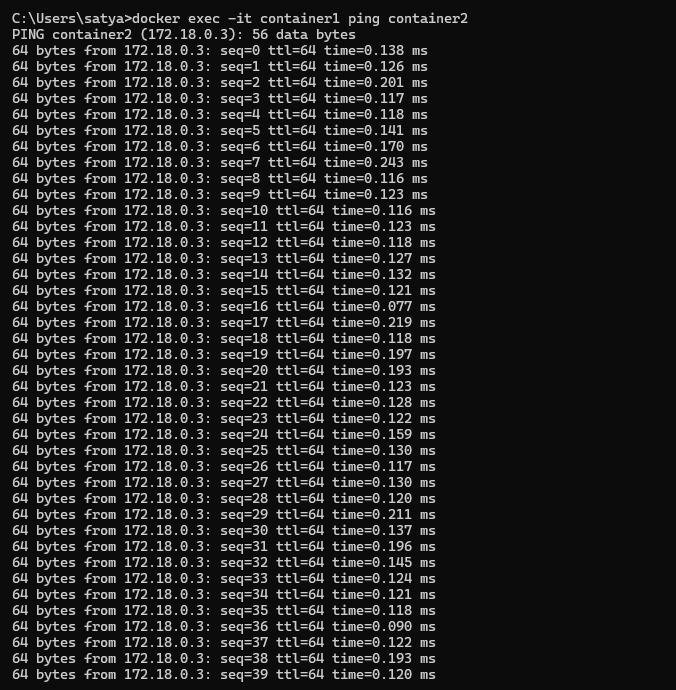 C:\Users\satya>docker exec -it container1 ping container2
PING container2 (172.18.0.3): 56 data bytes
64 bytes from 172.18.0.3: seq=0 ttl=64 time=0.138 ms
64 bytes from 172.18.0.3: seq=1 ttl=64 time=0.126 ms
64 bytes from 172.18.0.3: seq=2 ttl=64 time=0.201 ms
64 bytes from 172.18.0.3: seq=3 ttl=64 time=0.117 ms
64 bytes from 172.18.0.3: seq=4 ttl=64 time=0.118 ms
64 bytes from 172.18.0.3: seq=5 ttl=64 time=0.141 ms
64 bytes from 172.18.0.3: seq=6 ttl=64 time=0.170 ms
64 bytes from 172.18.0.3: seq=7 ttl=64 time=0.243 ms
64 bytes from 172.18.0.3: seq=8 ttl=64 time=0.116 ms
64 bytes from 172.18.0.3: seq=9 ttl=64 time=0.123 ms
64 bytes from 172.18.0.3: seq=10 ttl=64 time=0.116 ms
64 bytes from 172.18.0.3: seq=11 ttl=64 time=0.123 ms
64 bytes from 172.18.0.3: seq=12 ttl=64 time=0.118 ms
64 bytes from 172.18.0.3: seq=13 ttl=64 time=0.127 ms
64 bytes from 172.18.0.3: seq=14 ttl=64 time=0.132 ms
64 bytes from 172.18.0.3: seq=15 ttl=64 time=0.121 ms
64 bytes from 172.18.0.3: seq=16 ttl=64 time=0.077 ms
64 bytes from 172.18.0.3: seq=17 ttl=64 time=0.219 ms
64 bytes from 172.18.0.3: seq=18 ttl=64 time=0.118 ms
64 bytes from 172.18.0.3: seq=19 ttl=64 time=0.197 ms
64 bytes from 172.18.0.3: seq=20 ttl=64 time=0.193 ms
64 bytes from 172.18.0.3: seq=21 ttl=64 time=0.123 ms
64 bytes from 172.18.0.3: seq=22 ttl=64 time=0.128 ms
64 bytes from 172.18.0.3: seq=23 ttl=64 time=0.122 ms
64 bytes from 172.18.0.3: seq=24 ttl=64 time=0.159 ms
64 bytes from 172.18.0.3: seq=25 ttl=64 time=0.130 ms
64 bytes from 172.18.0.3: seq=26 ttl=64 time=0.117 ms
64 bytes from 172.18.0.3: seq=27 ttl=64 time=0.130 ms
64 bytes from 172.18.0.3: seq=28 ttl=64 time=0.120 ms
64 bytes from 172.18.0.3: seq=29 ttl=64 time=0.211 ms
64 bytes from 172.18.0.3: seq=30 ttl=64 time=0.137 ms
64 bytes from 172.18.0.3: seq=31 ttl=64 time=0.196 ms
64 bytes from 172.18.0.3: seq=32 ttl=64 time=0.145 ms
64 bytes from 172.18.0.3: seq=33 ttl=64 time=0.124 ms
64 bytes from 172.18.0.3: seq=34 ttl=64 time=0.121 ms
64 bytes from 172.18.0.3: seq=35 ttl=64 time=0.118 ms
64 bytes from 172.18.0.3: seq=36 ttl=64 time=0.090 ms
64 bytes from 172.18.0.3: seq=37 ttl=64 time=0.122 ms
64 bytes from 172.18.0.3: seq=38 ttl=64 time=0.193 ms
64 bytes from 172.18.0.3: seq=39 ttl=64 time=0.120 ms